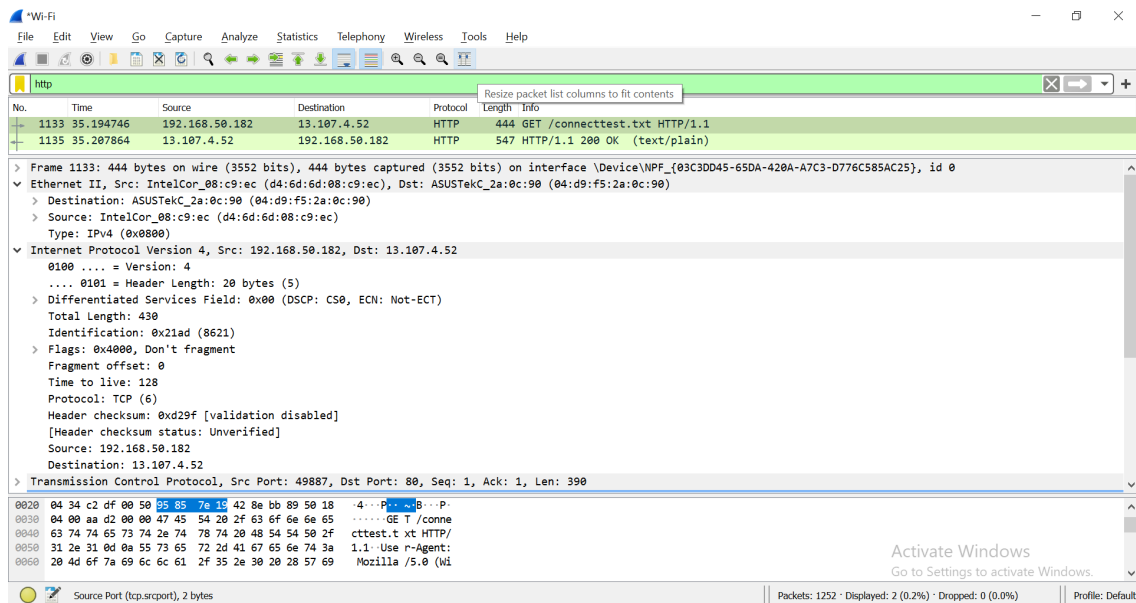 *Wi-Fi
File Edit View Go Capture Analyze Statistics Telephony Wireless Tools Help
http
Resize packet list columns to fit contents
No. Time Source Destination Protocol Length Info
1133 35.194746 192.168.50.182 13.107.4.52 HTTP 444 GET /connecttest.txt HTTP/1.1
1135 35.207864 13.107.4.52 192.168.50.182 HTTP 547 HTTP/1.1 200 OK (text/plain)
Frame 1133: 444 bytes on wire (3552 bits), 444 bytes captured (3552 bits) on interface \Device\NPF_{03C3DD45-65DA-420A-A7C3-D776C585AC25}, id 0
Ethernet II, Src: IntelCor_08:c9:ec (d4:6d:6d:08:c9:ec), Dst: ASUSTekC_2a:0c:90 (04:d9:f5:2a:0c:90)
Destination: ASUSTekC_2a:0c:90 (04:d9:f5:2a:0c:90)
Source: IntelCor_08:c9:ec (d4:6d:6d:08:c9:ec)
Type: IPv4 (0x0800)
Internet Protocol Version 4, Src: 192.168.50.182, Dst: 13.107.4.52
0100 .... = Version: 4
.... 0101 = Header Length: 20 bytes (5)
Differentiated Services Field: 0x00 (DSCP: CS0, ECN: Not-ECT)
Total Length: 430
Identification: 0x21ad (8621)
Flags: 0x4000, Don't fragment
Fragment offset: 0
Time to live: 128
Protocol: TCP (6)
Header checksum: 0xd29f [validation disabled]
[Header checksum status: Unverified]
Source: 192.168.50.182
Destination: 13.107.4.52
Transmission Control Protocol, Src Port: 49887, Dst Port: 80, Seq: 1, Ack: 1, Len: 390
0020 04 34 c2 df 00 50 95 85 7e 19 42 8e bb 89 50 18 ·4···P·· ~·B···P·
0030 04 00 aa d2 00 00 47 45 54 20 2f 63 6f 6e 6e 65 ······GE T /conne
0040 63 74 74 65 73 74 2e 74 78 74 20 48 54 54 50 2f cttest.t xt HTTP/
0050 31 2e 31 0d 0a 55 73 65 72 2d 41 67 65 6e 74 3a 1.1··Use r-Agent:
0060 20 4d 6f 7a 69 6c 6c 61 2f 35 2e 30 20 28 57 69 Mozilla /5.0 (Wi
Activate Windows
Go to Settings to activate Windows.
Source Port (tcp.srcport), 2 bytes Packets: 1252 · Displayed: 2 (0.2%) · Dropped: 0 (0.0%) Profile: Default